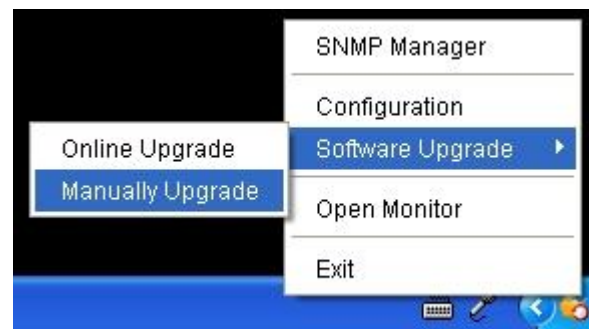 SNMP Manager
Configuration
Software Upgrade
Online Upgrade
Manually Upgrade
Open Monitor
Exit